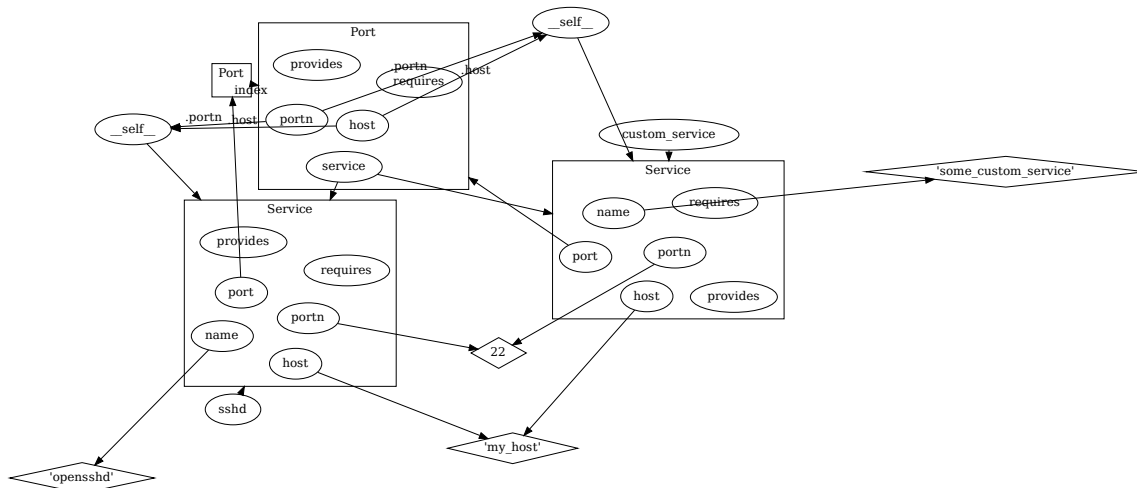 __self__
Port
provides
.portn
Port
requires
.host
index
.portn
.host
portn
host
__self__
custom_service
service
Service
'some_custom_service'
Service
name
requires
provides
portn
port
requires
port
host
provides
portn
name
22
host
sshd
'my_host'
'opensshd'